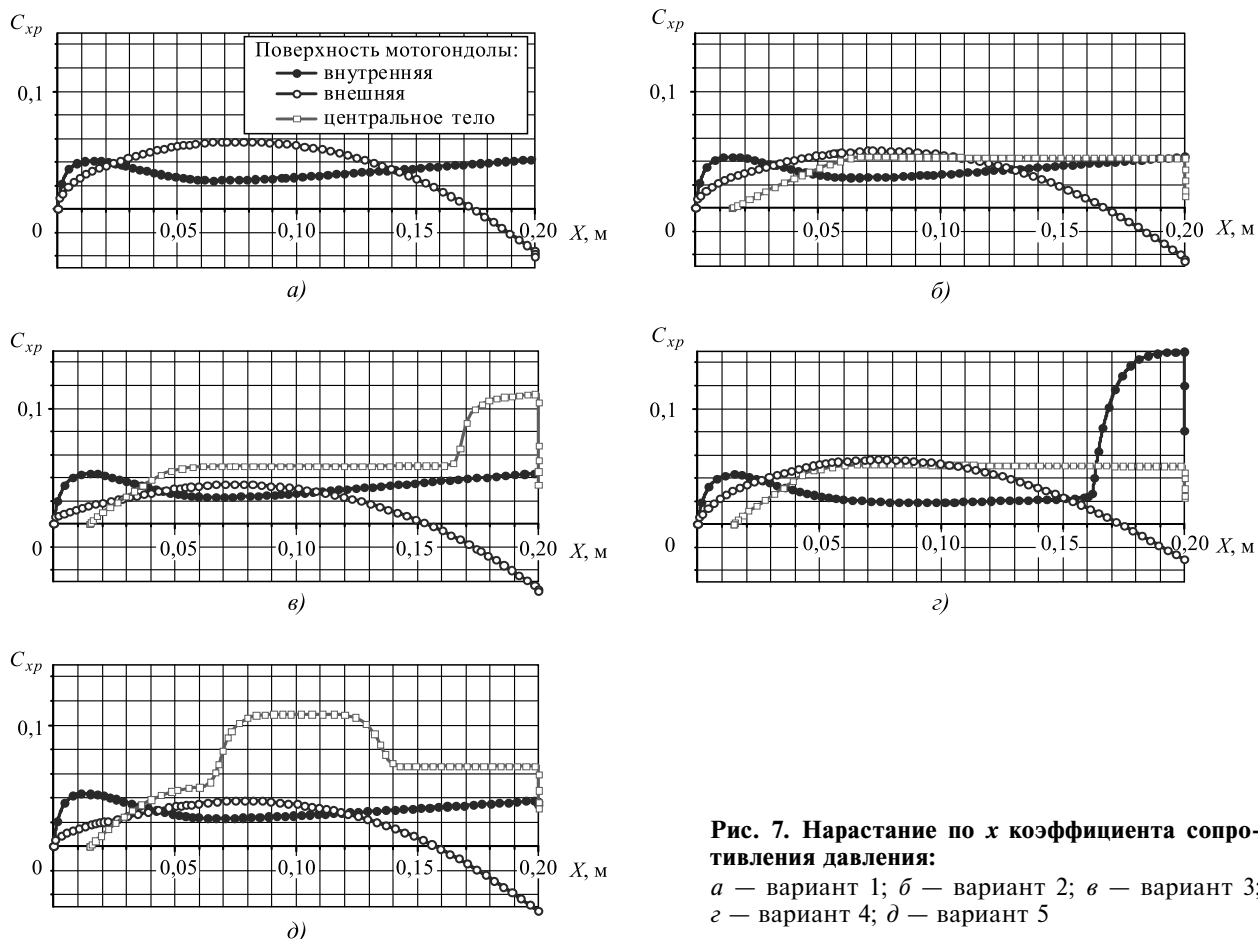 C_xp
Поверхность мотогондолы:
внутренняя
внешняя
центральное тело
0,1
0
0,05
0,10
0,15
0,20
X, м
а)
C_xp
0,1
0
0,05
0,10
0,15
0,20
X, м
б)
C_xp
0,1
0
0,05
0,10
0,15
0,20
X, м
в)
C_xp
0,1
0
0,05
0,10
0,15
0,20
X, м
г)
C_xp
0,1
0
0,05
0,10
0,15
0,20
X, м
д)
Рис. 7. Нарастание по x коэффициента сопро-
тивления давления:
а — вариант 1; б — вариант 2; в — вариант 3;
г — вариант 4; д — вариант 5